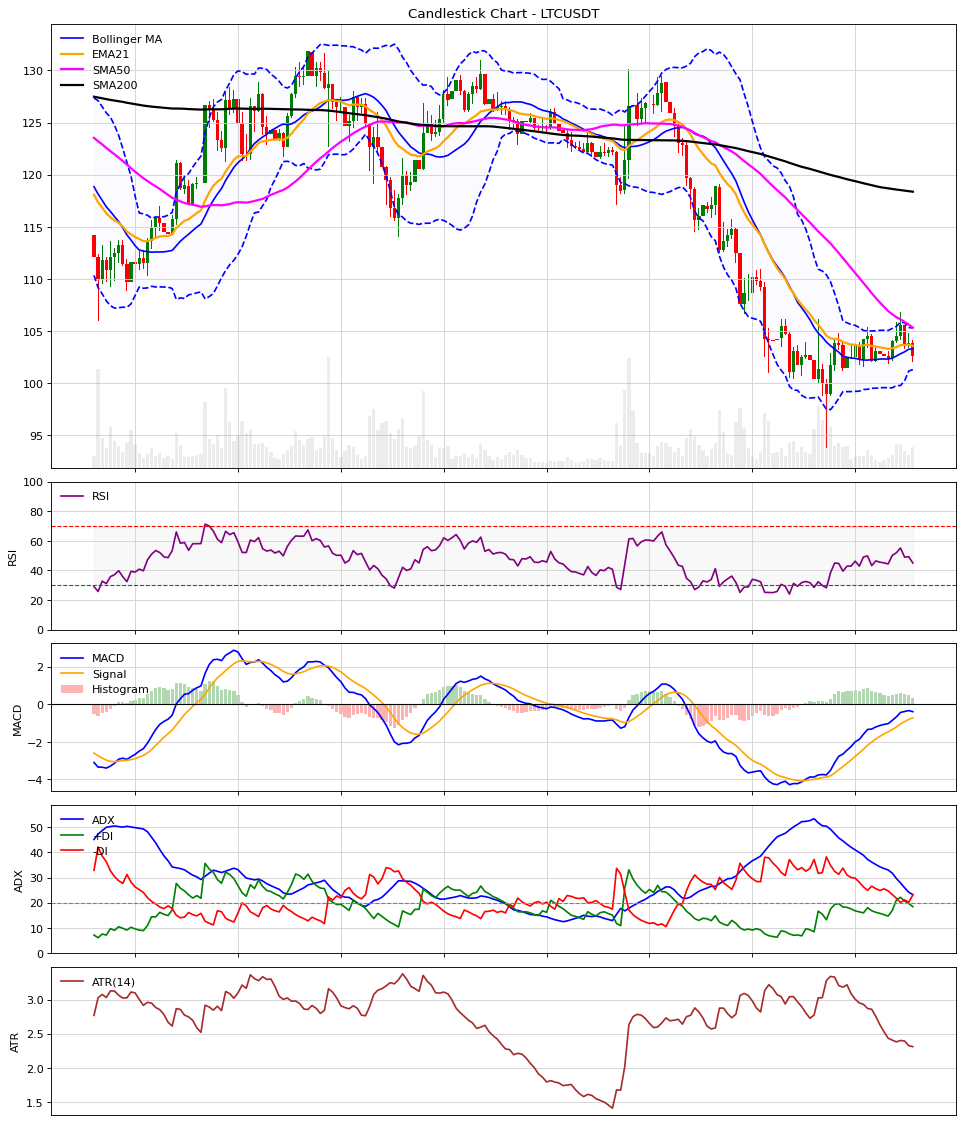 Candlestick Chart - LTCUSDT
Bollinger MA
EMA21
SMA50
SMA200
130
125
120
115
110
105
100
95
RSI
100
80
60
40
20
0
RSI
MACD
Signal
Histogram
2
0
−2
−4
MACD
ADX
+DI
-DI
50
40
30
20
10
0
ADX
ATR(14)
3.0
2.5
2.0
1.5
ATR